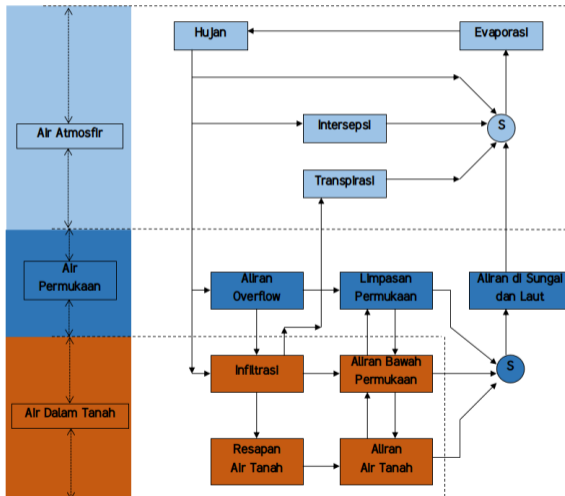 Hujan
Evaporasi
Air Atmosfir
Intersepsi
S
Transpirasi
Air
Permukaan
Aliran
Overflow
Limpasan
Permukaan
Aliran di Sungai
dan Laut
Infiltrasi
Aliran Bawah
Permukaan
S
Air Dalam Tanah
Resapan
Air Tanah
Aliran
Air Tanah